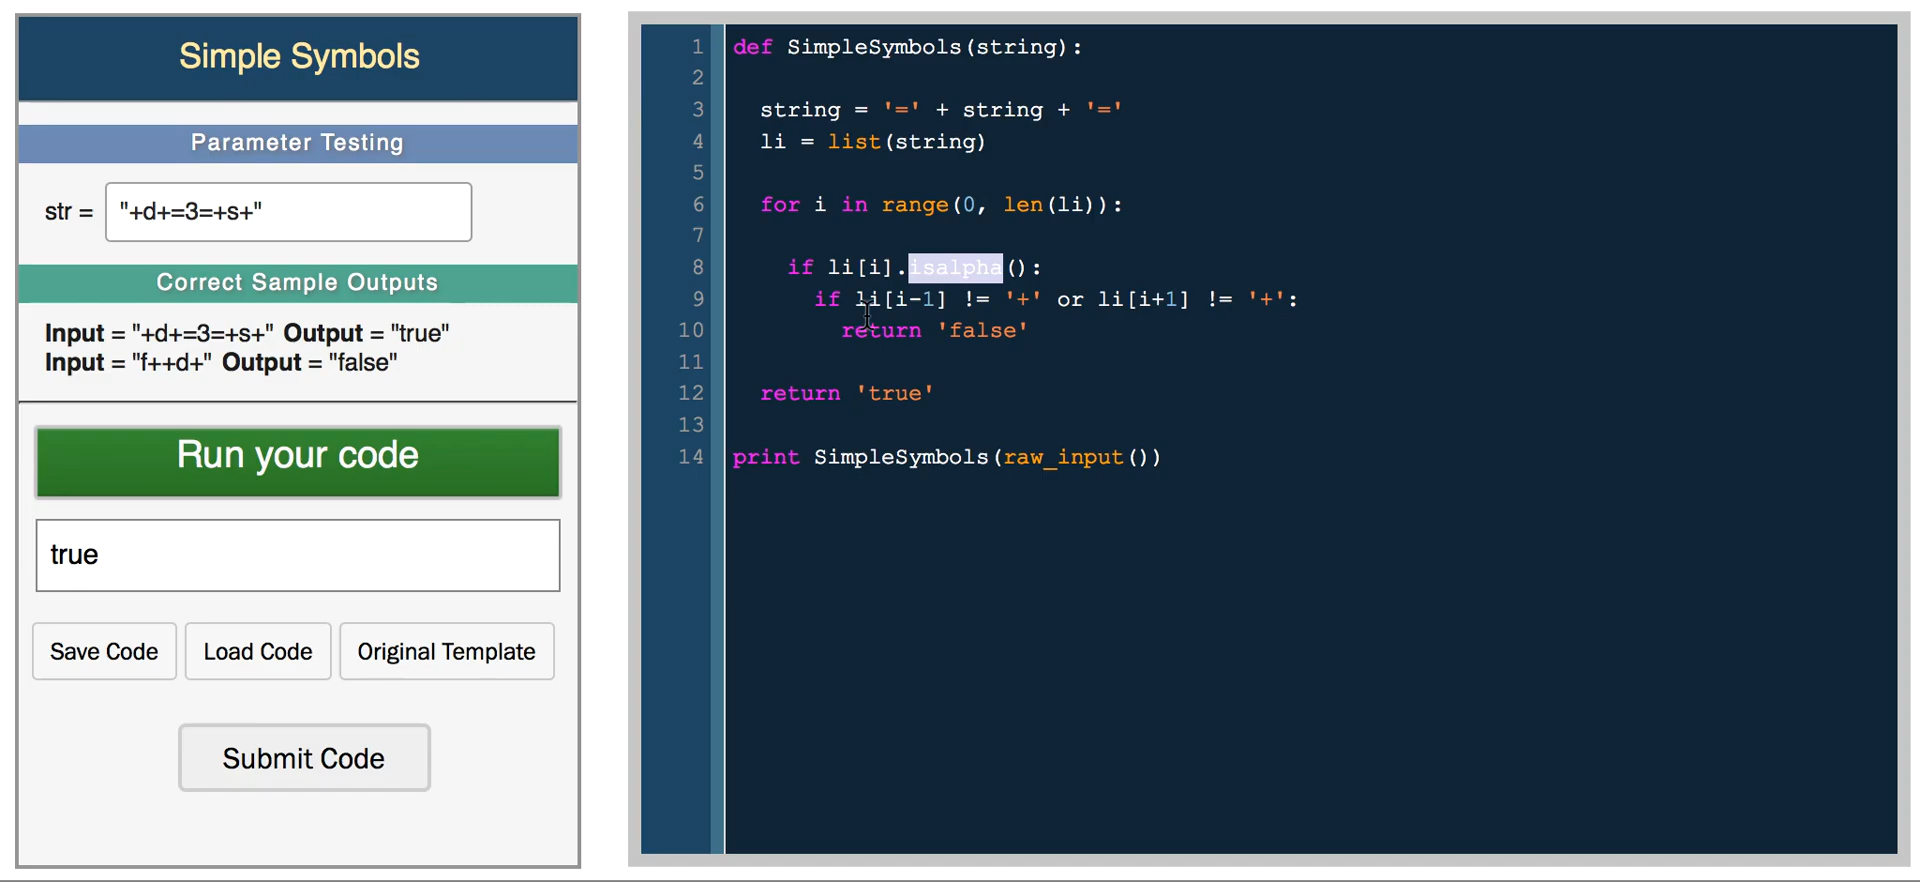 Simple Symbols
Parameter Testing
str = "+d+=3=+s+"
Correct Sample Outputs
Input = "+d+=3=+s+" Output = "true"
Input = "f++d+" Output = "false"
Run your code
true
Save Code Load Code Original Template
Submit Code
1 def SimpleSymbols(string):
2
3 string = '=' + string + '='
4 li = list(string)
5
6 for i in range(0, len(li)):
7
8 if li[i].isalpha():
9 if li[i-1] != '+' or li[i+1] != '+':
10 return 'false'
11
12 return 'true'
13
14 print SimpleSymbols(raw_input())